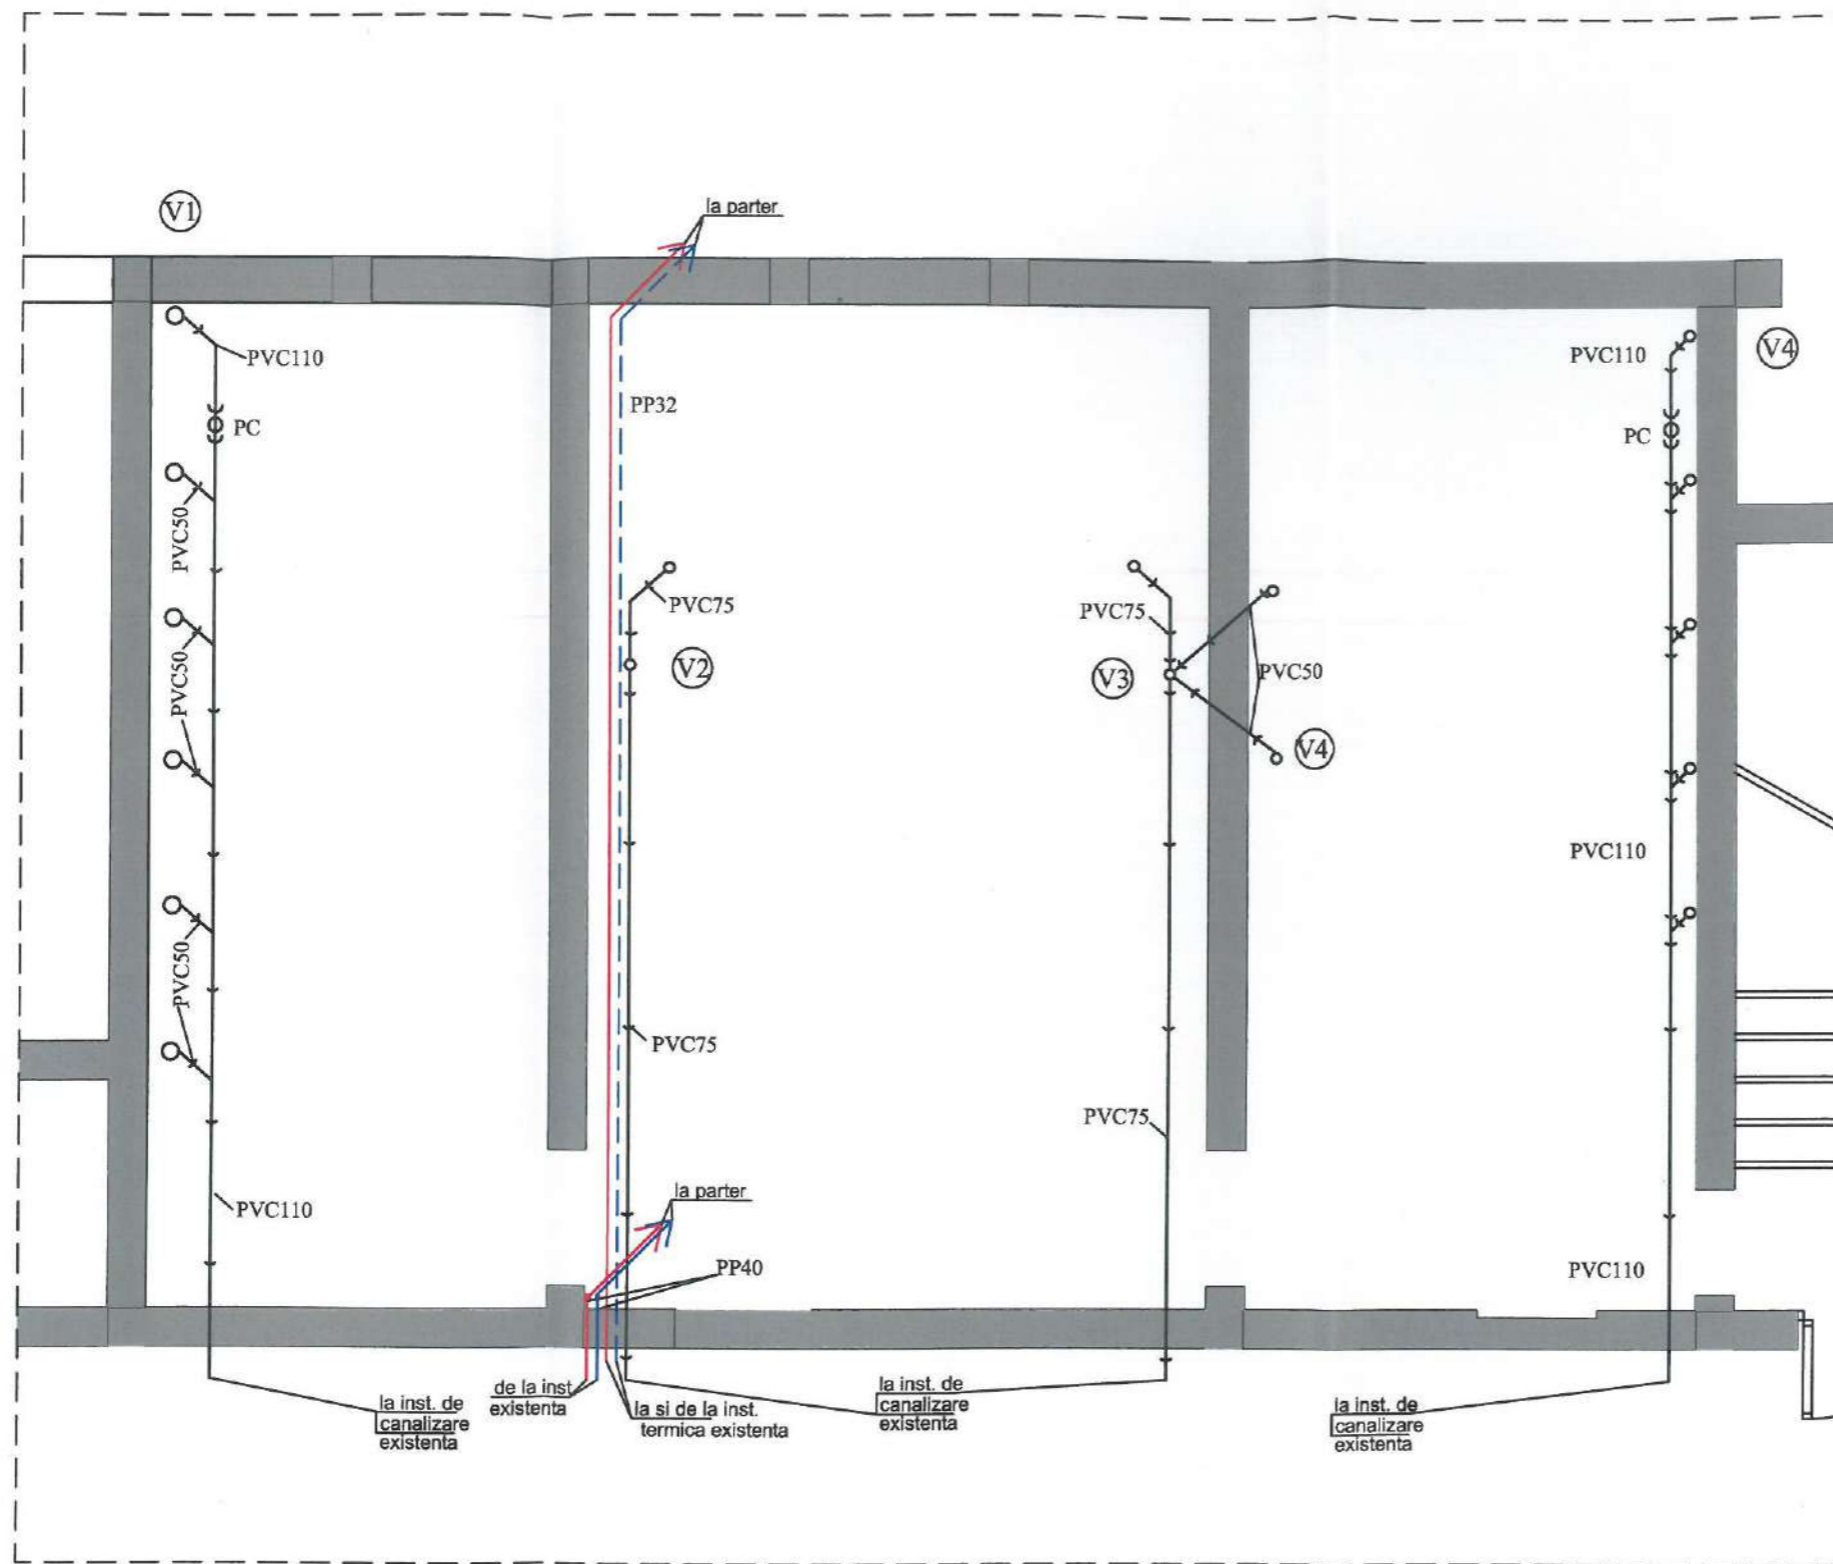 la parter
V1
PVC110
PVC110
V4
PP32
PC
PC
PVC50
PVC75
PVC75
PVC50
V2
V3
PVC50
V4
PVC110
PVC50
PVC75
PVC75
la parter
PVC110
PP40
PVC110
la inst. de
canalizare
existenta
de la inst.
existenta
la si de la inst.
termica existenta
la inst. de
canalizare
existenta
la inst. de
canalizare
existenta